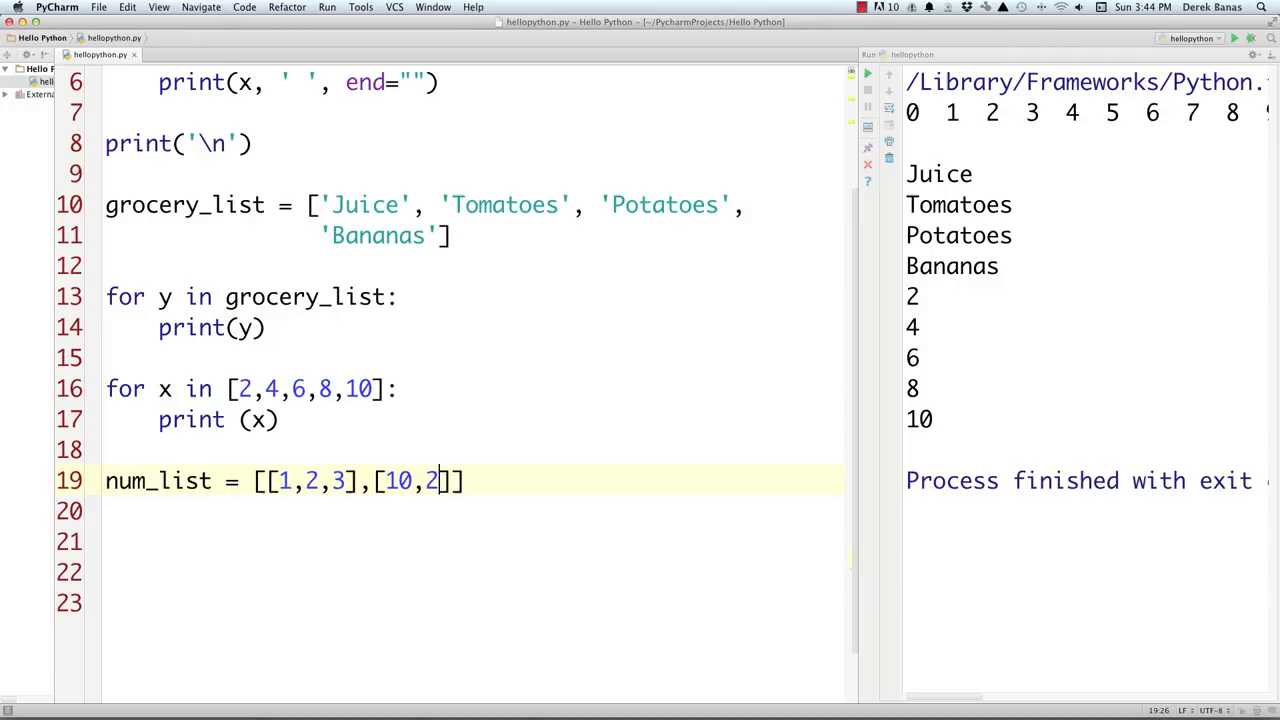 PyCharm File Edit View Navigate Code Refactor Run Tools VCS Window Help 10 Sun 3:44 PM Derek Banas
hellopython.py – Hello Python – [~/PycharmProjects/Hello Python]
Hello Python hellopython.py hellopython
hellopython.py Run hellopython
Hello F
hell
Externa
6 print(x, ' ', end="")
7
8 print('\n')
9
10 grocery_list = ['Juice', 'Tomatoes', 'Potatoes',
11 'Bananas']
12
13 for y in grocery_list:
14 print(y)
15
16 for x in [2,4,6,8,10]:
17 print (x)
18
19 num_list = [[1,2,3],[10,2]]
20
21
22
23
/Library/Frameworks/Python.
0 1 2 3 4 5 6 7 8 9
Juice
Tomatoes
Potatoes
Bananas
2
4
6
8
10
Process finished with exit
19:26 LF UTF-8